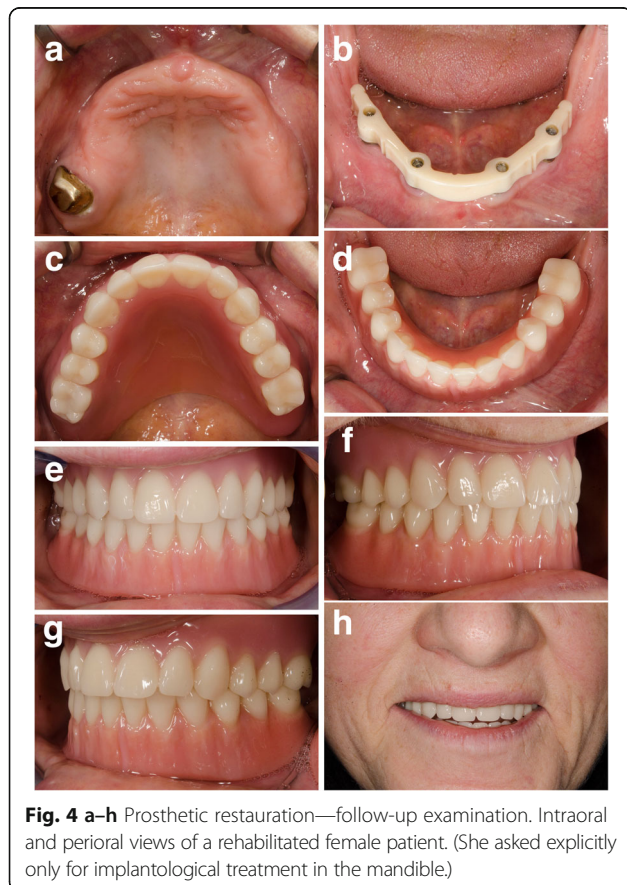 a
b
c
d
e
f
g
h
Fig. 4 a–h Prosthetic restauration—follow-up examination. Intraoral
and perioral views of a rehabilitated female patient. (She asked explicitly
only for implantological treatment in the mandible.)